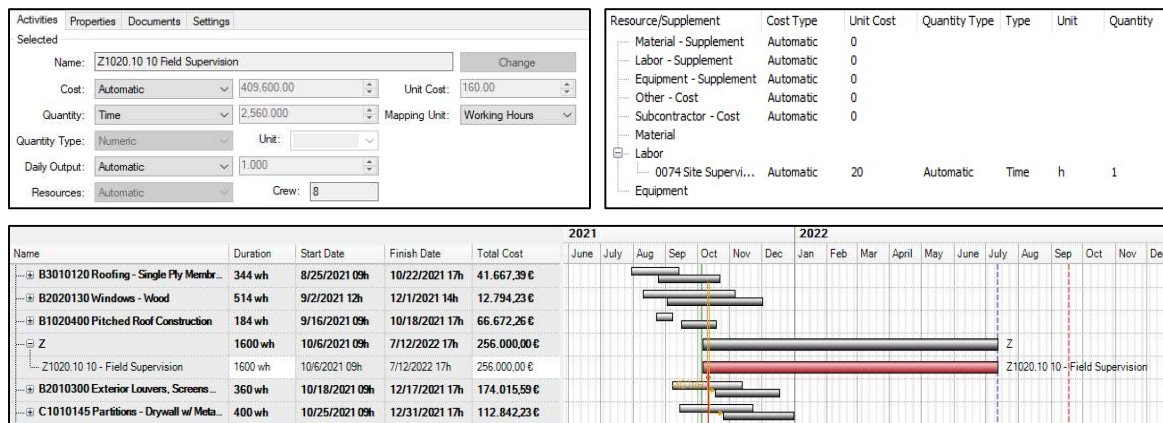 Activities Properties Documents Settings
Selected
Name: Z1020.10 10 Field Supervision Change
Cost: Automatic 409,600.00 Unit Cost: 160.00
Quantity: Time 2,560.000 Mapping Unit: Working Hours
Quantity Type: Numeric Unit:
Daily Output: Automatic 1.000
Resources: Automatic Crew: 8
Resource/Supplement Cost Type Unit Cost Quantity Type Type Unit Quantity
Material - Supplement Automatic 0
Labor - Supplement Automatic 0
Equipment - Supplement Automatic 0
Other - Cost Automatic 0
Subcontractor - Cost Automatic 0
Material
Labor
0074 Site Supervi... Automatic 20 Automatic Time h 1
Equipment
2021 2022
Name Duration Start Date Finish Date Total Cost June July Aug Sep Oct Nov Dec Jan Feb Mar April May June July Aug Sep Oct Nov De
B3010120 Roofing - Single Ply Membr... 344 wh 8/25/2021 09h 10/22/2021 17h 41.667,39 €
B2020130 Windows - Wood 514 wh 9/2/2021 12h 12/1/2021 14h 12.794,23 €
B1020400 Pitched Roof Construction 184 wh 9/16/2021 09h 10/18/2021 17h 66.672,26 €
Z 1600 wh 10/6/2021 09h 7/12/2022 17h 256.000,00 € Z
Z1020.10 10 - Field Supervision 1600 wh 10/6/2021 09h 7/12/2022 17h 256.000,00 € Z1020.10 10 - Field Supervision
B2010300 Exterior Louvers, Screens... 360 wh 10/18/2021 09h 12/17/2021 17h 174.015,59 €
C1010145 Partitions - Drywall w/ Meta... 400 wh 10/25/2021 09h 12/31/2021 17h 112.842,23 €